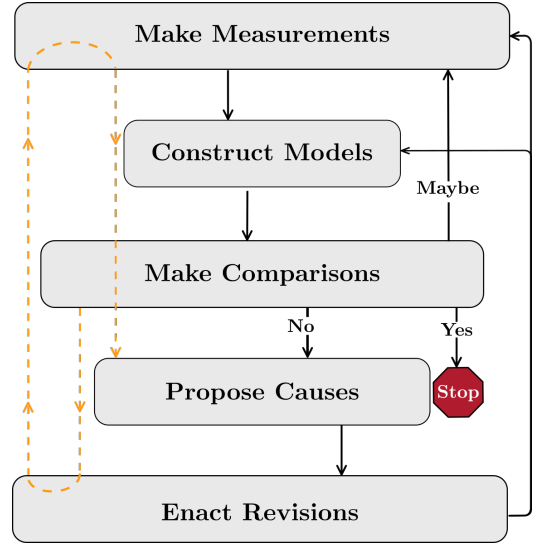 Make Measurements
Construct Models
Maybe
Make Comparisons
No
Yes
Propose Causes
Stop
Enact Revisions